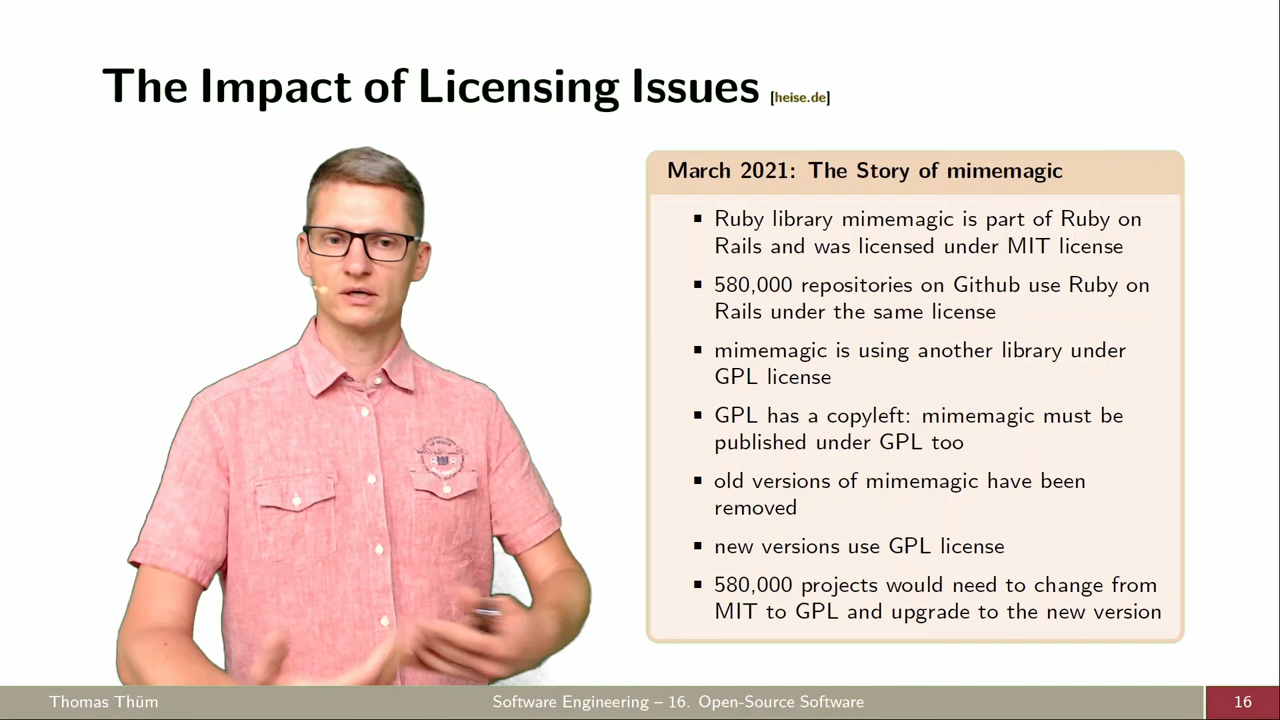 The Impact of Licensing Issues [heise.de]
March 2021: The Story of mimemagic
▪ Ruby library mimemagic is part of Ruby on
Rails and was licensed under MIT license
▪ 580,000 repositories on Github use Ruby on
Rails under the same license
▪ mimemagic is using another library under
GPL license
▪ GPL has a copyleft: mimemagic must be
published under GPL too
▪ old versions of mimemagic have been
removed
▪ new versions use GPL license
▪ 580,000 projects would need to change from
MIT to GPL and upgrade to the new version
Thomas Thüm
Software Engineering – 16. Open-Source Software
16